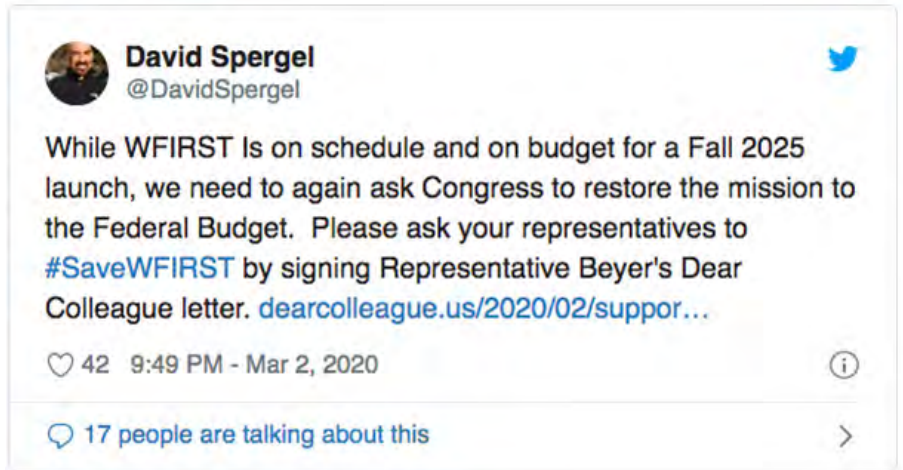 David Spergel
@DavidSpergel
While WFIRST Is on schedule and on budget for a Fall 2025
launch, we need to again ask Congress to restore the mission to
the Federal Budget.  Please ask your representatives to
#SaveWFIRST by signing Representative Beyer's Dear
Colleague letter. dearcolleague.us/2020/02/suppor…
42 9:49 PM - Mar 2, 2020
17 people are talking about this